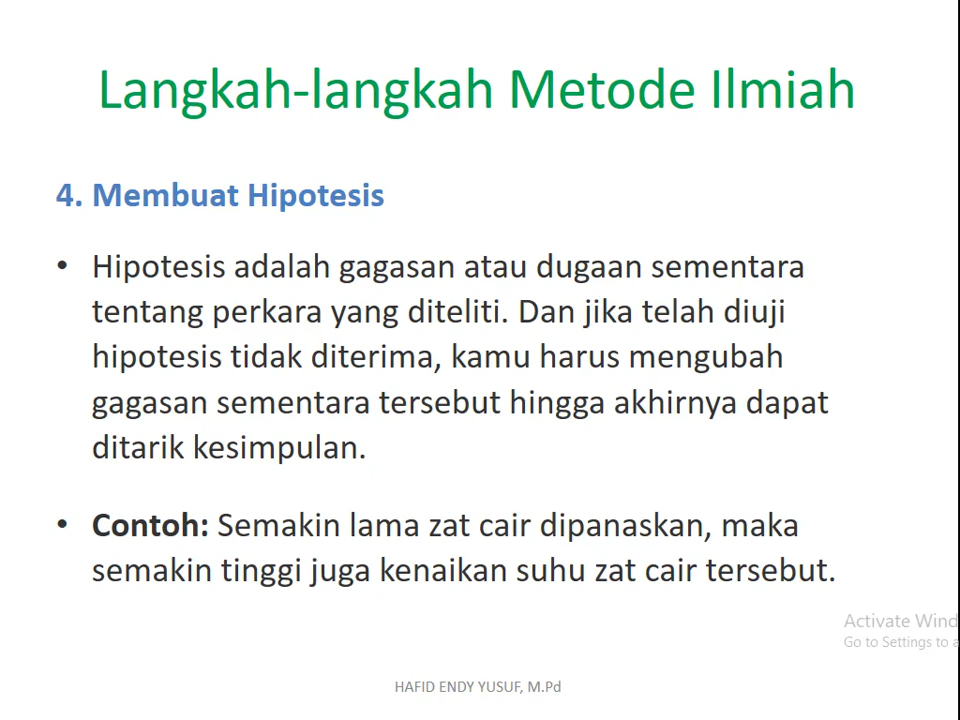 Langkah-langkah Metode Ilmiah
4. Membuat Hipotesis
• Hipotesis adalah gagasan atau dugaan sementara
tentang perkara yang diteliti. Dan jika telah diuji
hipotesis tidak diterima, kamu harus mengubah
gagasan sementara tersebut hingga akhirnya dapat
ditarik kesimpulan.
• Contoh: Semakin lama zat cair dipanaskan, maka
semakin tinggi juga kenaikan suhu zat cair tersebut.
Activate Wind
Go to Settings to a
HAFID ENDY YUSUF, M.Pd